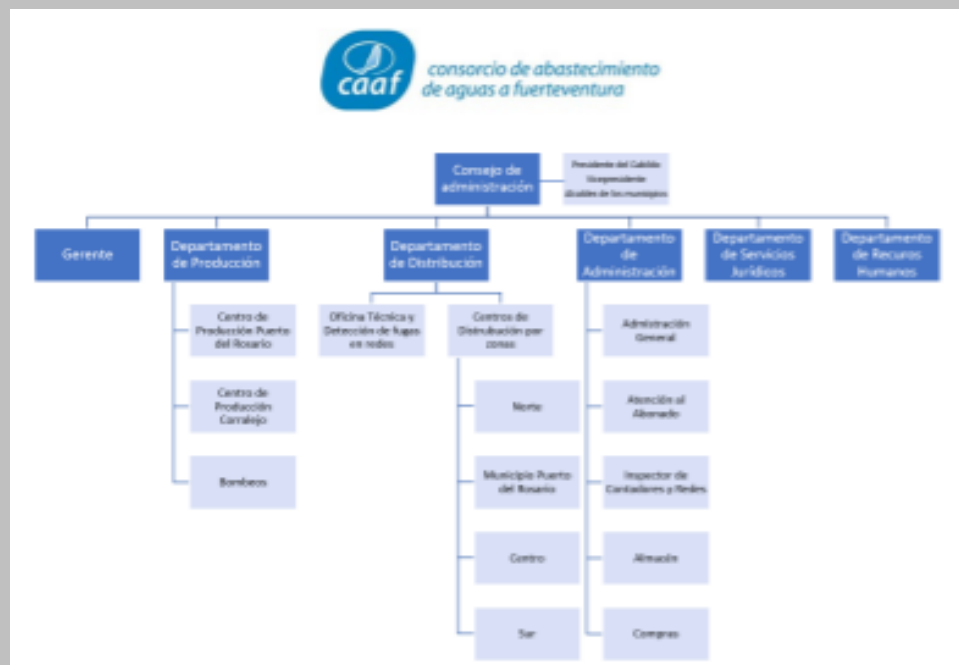 caaf
consorcio de abastecimiento
de aguas a fuerteventura
Consejo de
administración
Presidente del Cabildo
Vicepresidente
Alcaldes de los municipios
Gerente
Departamento
de Producción
Departamento
de Distribución
Departamento
de
Administración
Departamento
de Servicios
Jurídicos
Departamento
de Recuros
Humanos
Centro de
Producción Puerto
del Rosario
Centro de
Producción
Corralejo
Bombeos
Oficina Técnica y
Detección de fugas
en redes
Centros de
Distrubución por
zonas
Norte
Municipio Puerto
del Rosario
Centro
Sur
Admistración
General
Atención al
Abonado
Inspector de
Contadores y Redes
Almacén
Compras